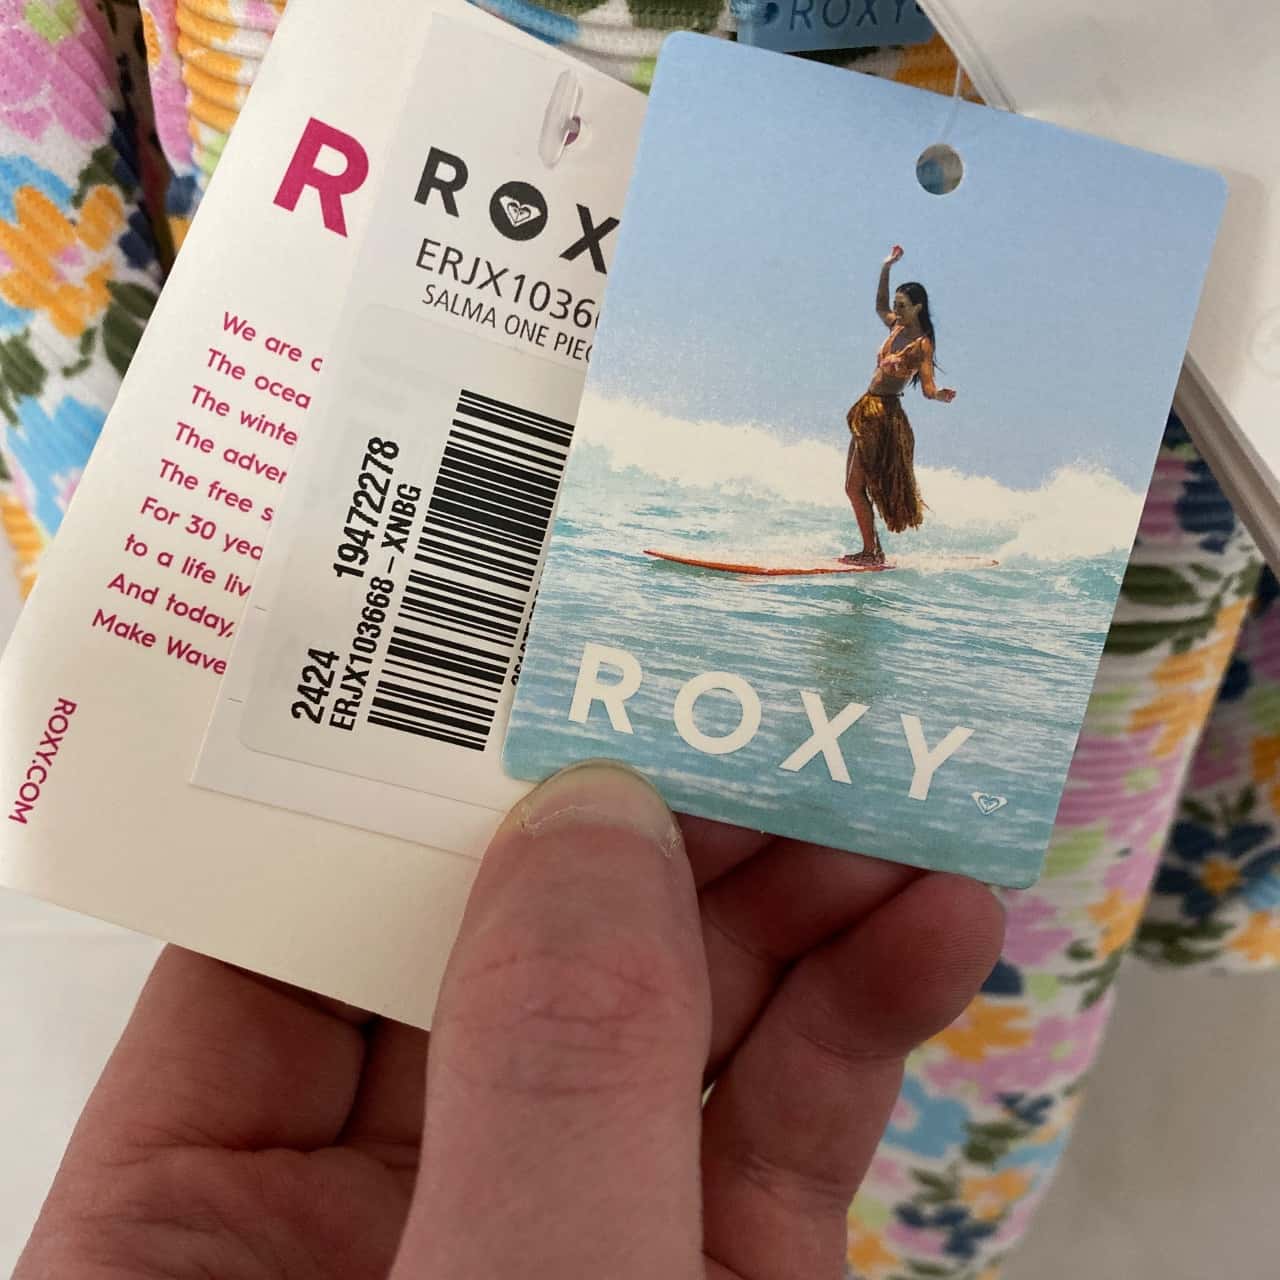 ROXY
R
We are
The ocea
The winte
The adver
The free s
For 30 yea
to a life liv
And today,
Make Wave
ROXY.COM
ROX
ERJX1036
SALMA ONE PIEC
2424 19472278
ERJX103668 – XNBG
ROXY